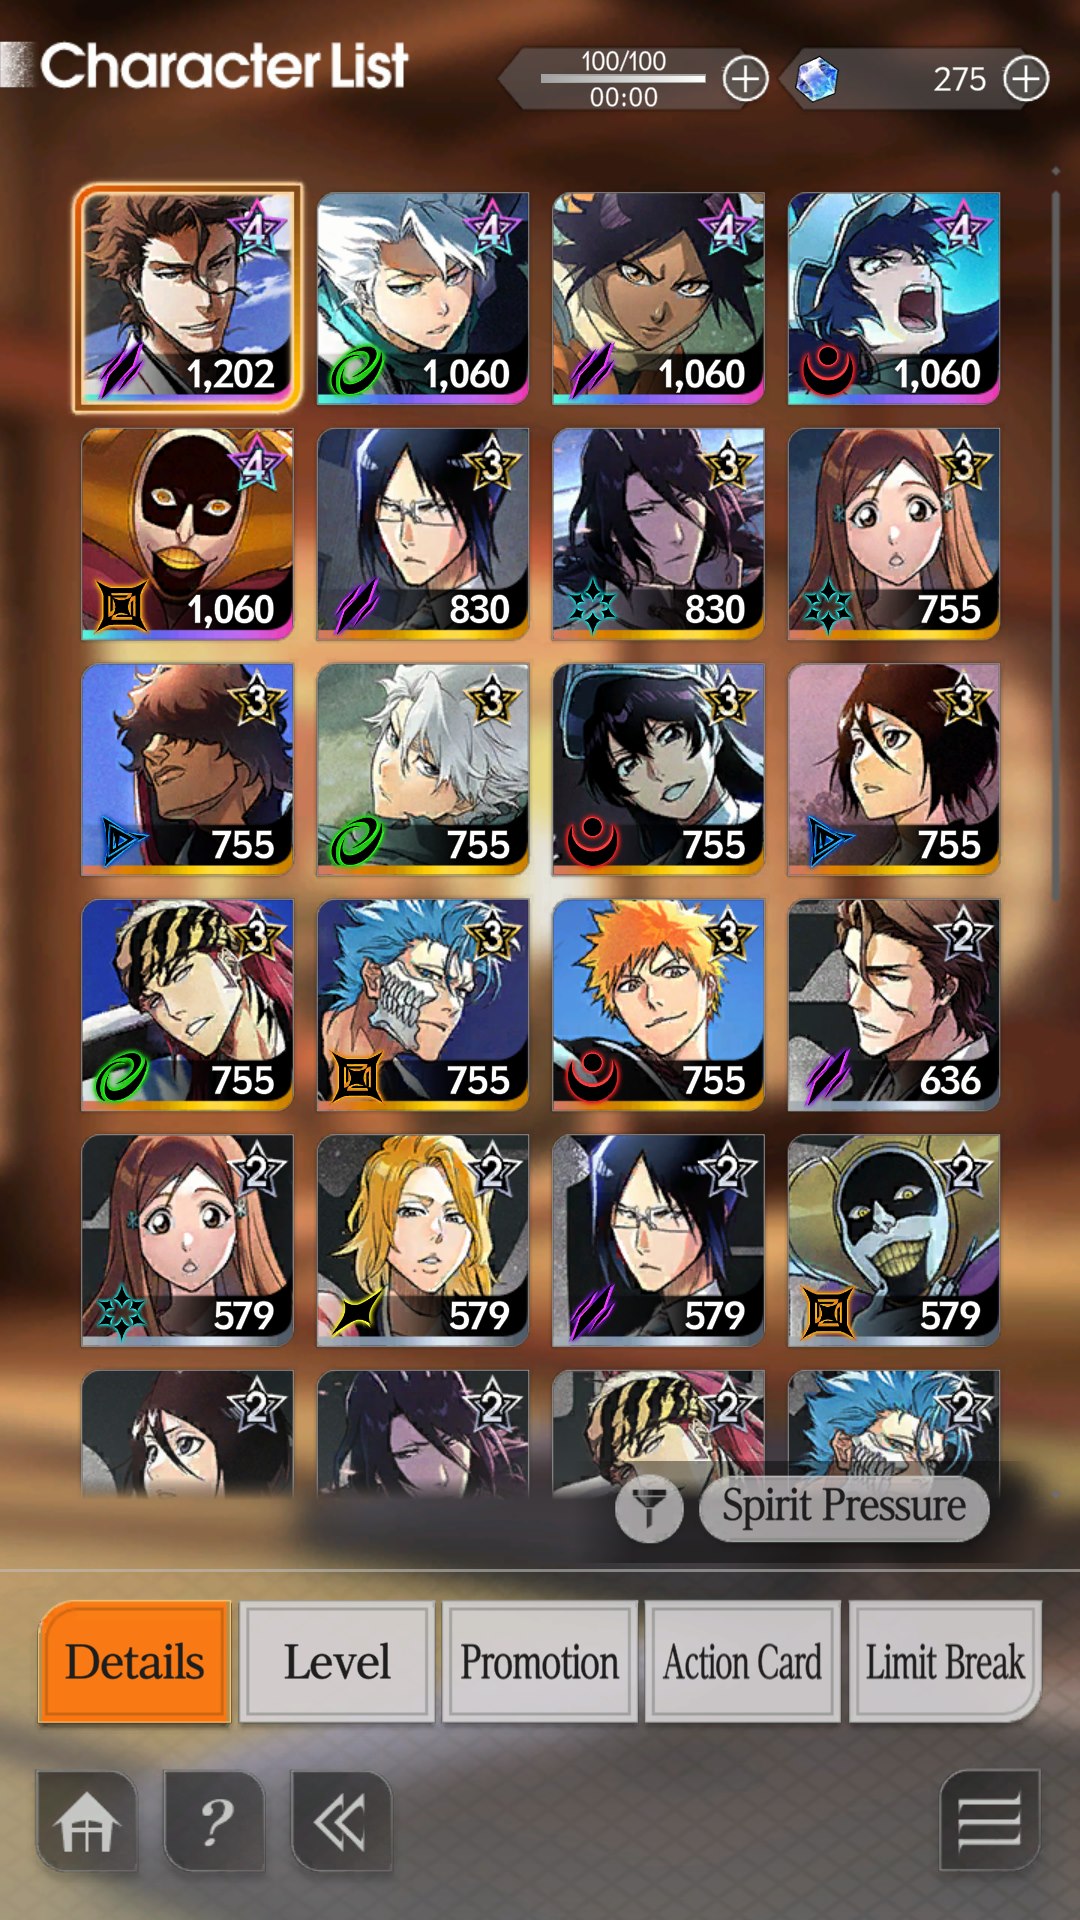 Character List
100/100
00:00
275
4 4 4 4
1,202 1,060 1,060 1,060
4 3 3 3
1,060 830 830 755
3 3 3 3
755 755 755 755
3 3 3 2
755 755 755 636
2 2 2 2
579 579 579 579
2 2 2 2
Spirit Pressure
Details Level Promotion Action Card Limit Break
?